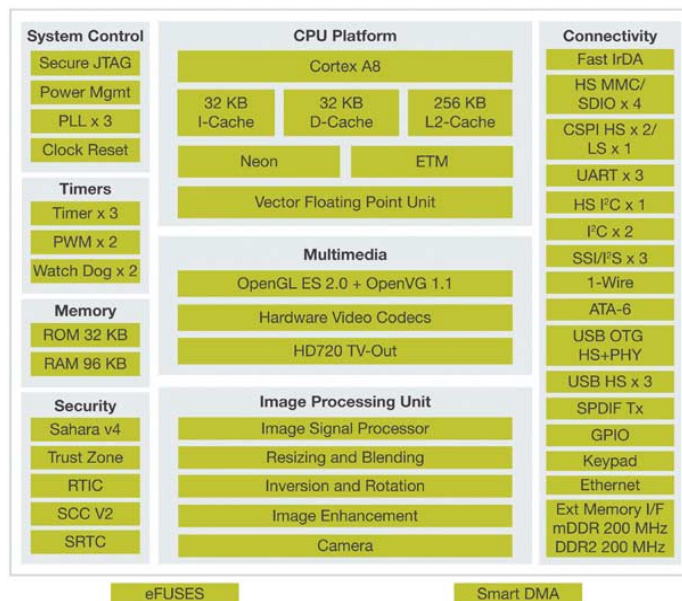 System Control
Secure JTAG
Power Mgmt
PLL x 3
Clock Reset
Timers
Timer x 3
PWM x 2
Watch Dog x 2
Memory
ROM 32 KB
RAM 96 KB
Security
Sahara v4
Trust Zone
RTIC
SCC V2
SRTC
CPU Platform
Cortex A8
32 KB
I-Cache
32 KB
D-Cache
256 KB
L2-Cache
Neon
ETM
Vector Floating Point Unit
Multimedia
OpenGL ES 2.0 + OpenVG 1.1
Hardware Video Codecs
HD720 TV-Out
Image Processing Unit
Image Signal Processor
Resizing and Blending
Inversion and Rotation
Image Enhancement
Camera
Connectivity
Fast IrDA
HS MMC/
SDIO x 4
CSPI HS x 2/
LS x 1
UART x 3
HS I²C x 1
I²C x 2
SSI/I²S x 3
1-Wire
ATA-6
USB OTG
HS+PHY
USB HS x 3
SPDIF Tx
GPIO
Keypad
Ethernet
Ext Memory I/F
mDDR 200 MHz
DDR2 200 MHz
eFUSES
Smart DMA